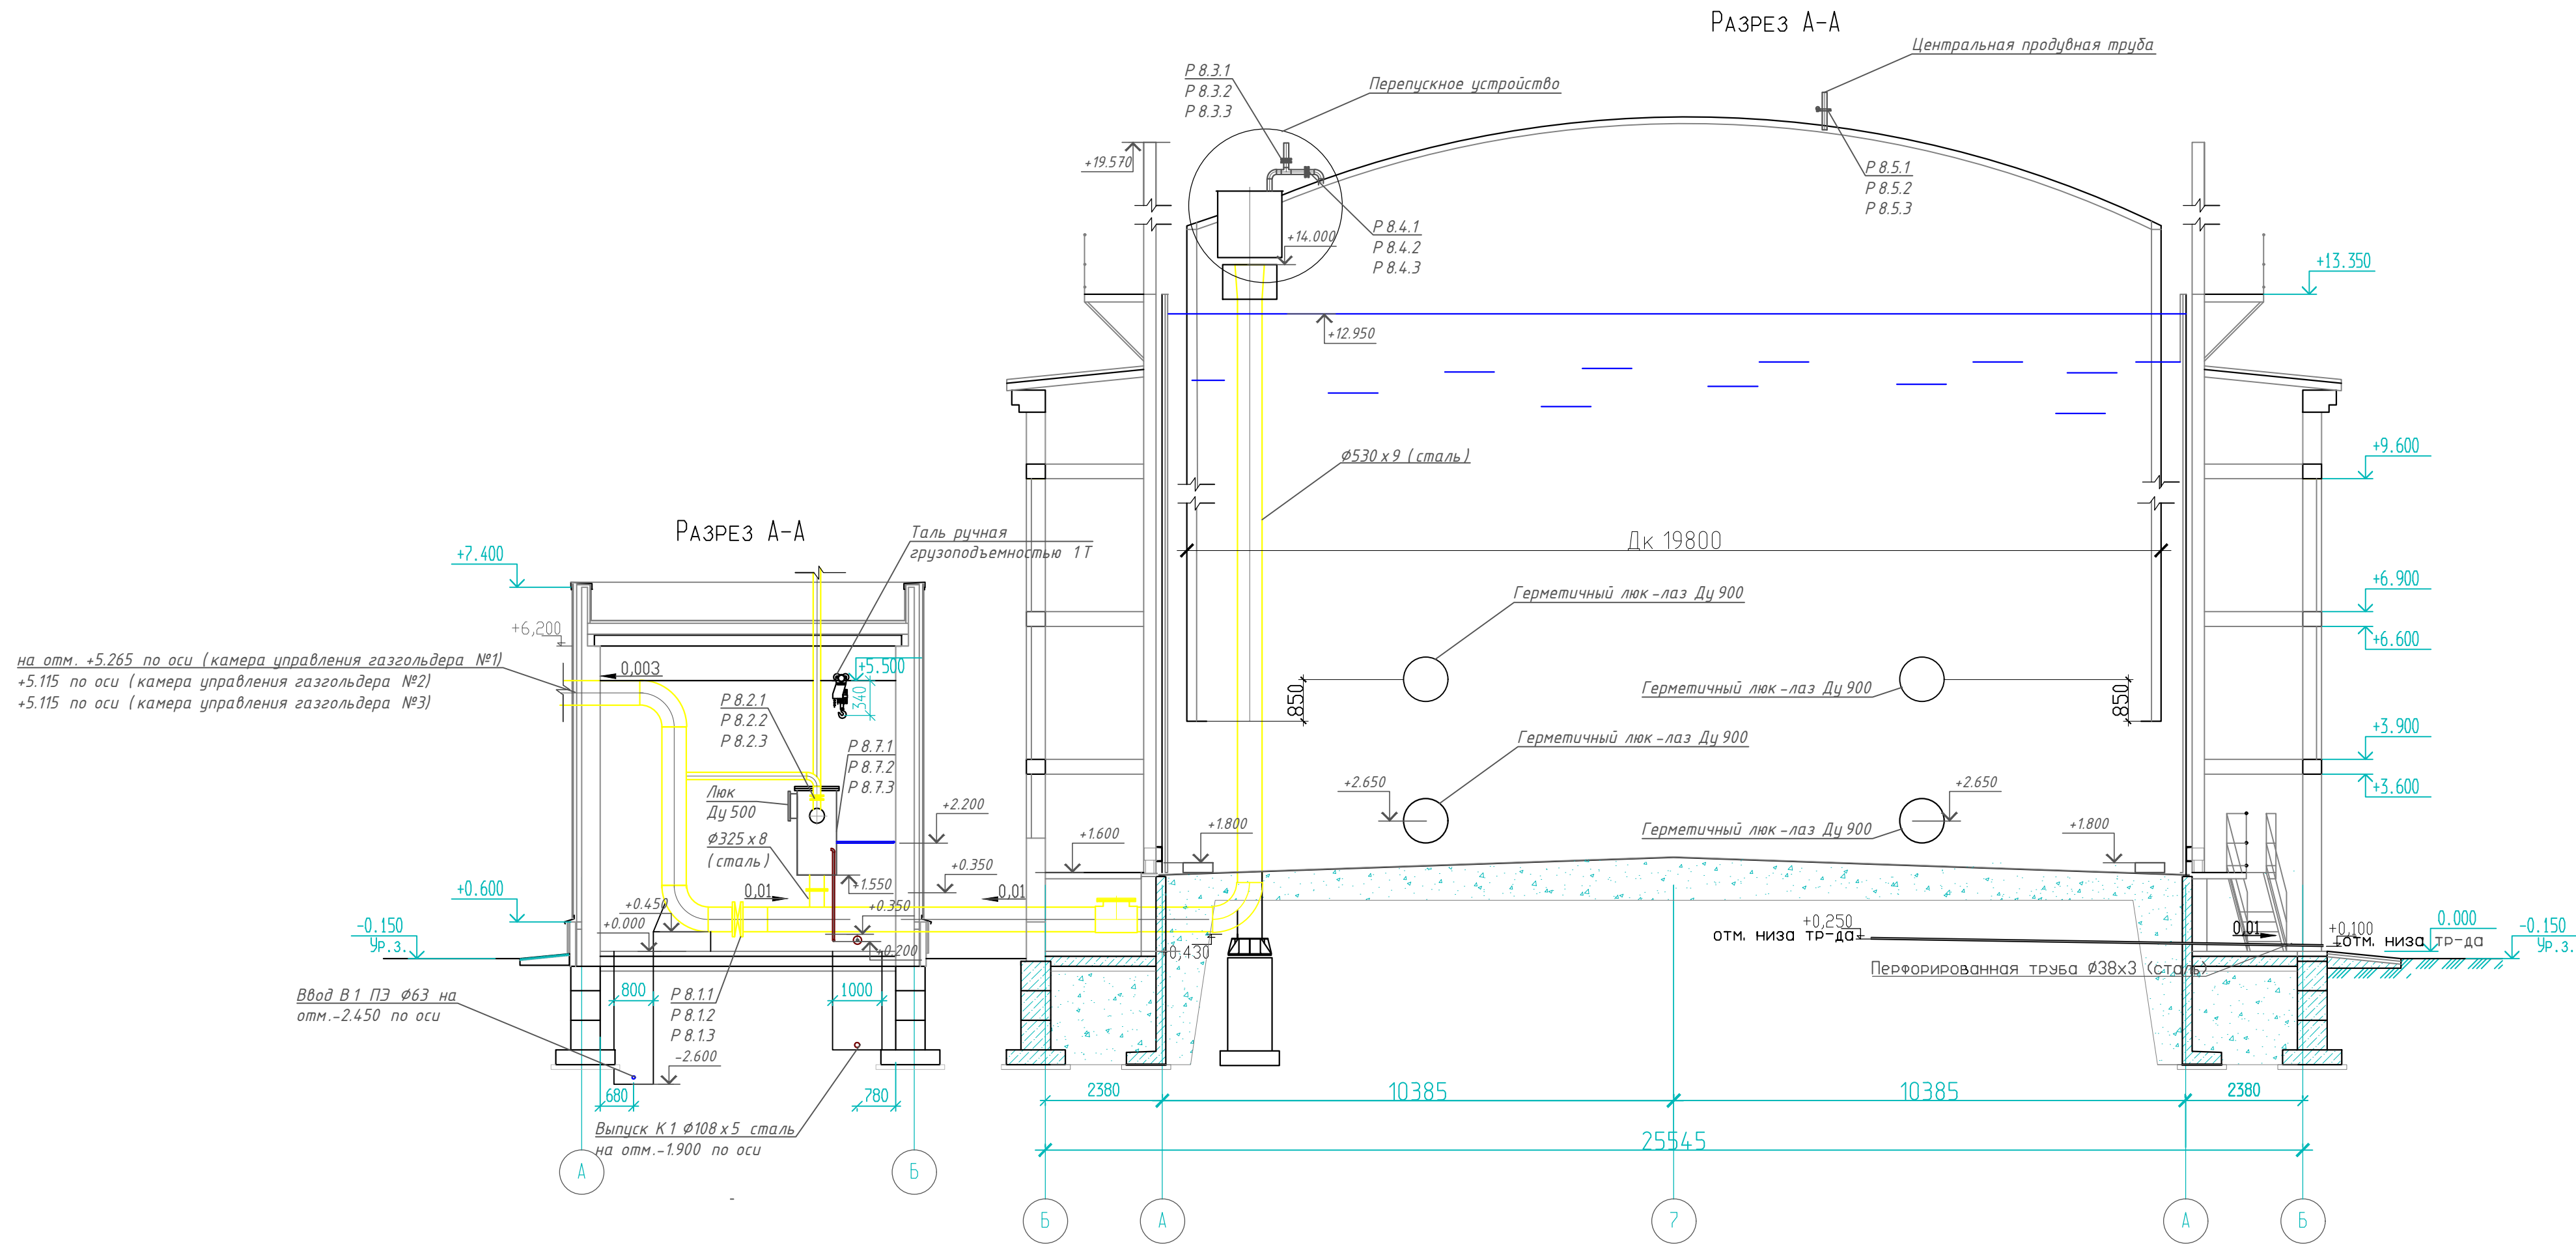 Разрез А-А
Центральная продувная труба
Р 8.3.1
Р 8.3.2
Р 8.3.3
Перепускное устройство
+19.570
Р 8.5.1
Р 8.5.2
Р 8.5.3
Р 8.4.1
Р 8.4.2
Р 8.4.3
+14.000
+13.350
+12.950
+9.600
Ø530 x 9 (сталь)
Дк 19800
Разрез А-А
Таль ручная
грузоподъемностью 1Т
+7.400
+6,200
Герметичный люк-лаз Ду 900
+6.900
+6.600
на отм. +5.265 по оси (камера управления газгольдера №1)
+5.115 по оси (камера управления газгольдера №2)
+5.115 по оси (камера управления газгольдера №3)
0,003
+5.500
340
Р 8.2.1
Р 8.2.2
Р 8.2.3
Р 8.7.1
Р 8.7.2
Р 8.7.3
850
Герметичный люк-лаз Ду 900
850
Герметичный люк-лаз Ду 900
+3.900
+3.600
+2.650
+2.650
Люк
Ду 500
Ø325 x 8
(сталь)
+2.200
+1.600
+1.800
Герметичный люк-лаз Ду 900
+1.800
+0.350
+1.550
0,01
0,01
+0.600
+0.450
+0.000
+0.350
+0.200
-0.150
Ур.з.
+0,430
+0,250
отм. низа тр-да
0,01
+0,100
отм. низа тр-да
0.000
-0.150
Ур.з.
Перфорированная труба Ø38x3 (сталь)
800
1000
Ввод В1 ПЭ Ø63 на
отм.-2.450 по оси
Р 8.1.1
Р 8.1.2
Р 8.1.3
-2.600
680
780
Выпуск К1 Ø108 x 5 сталь
на отм.-1.900 по оси
2380
10385
10385
2380
25545
А
Б
Б
А
7
А
Б